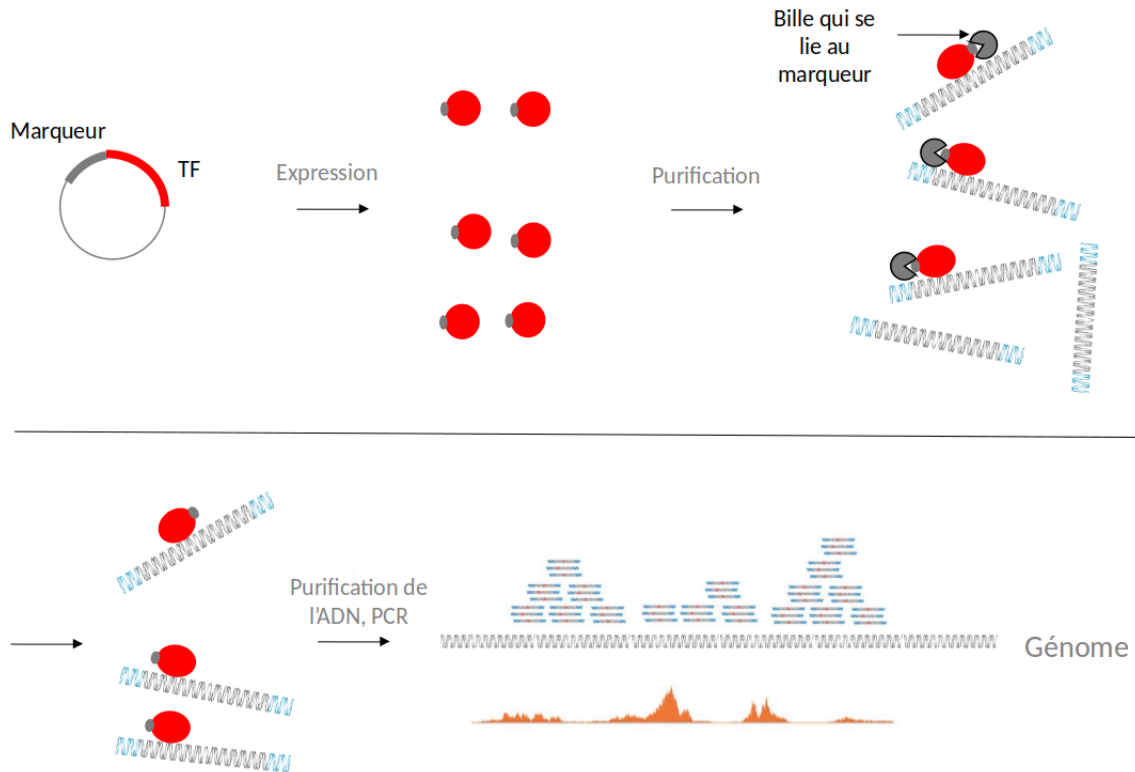 Bille qui se
lie au
marqueur
Marqueur
TF
Expression
Purification
Purification de
l'ADN, PCR
Génome